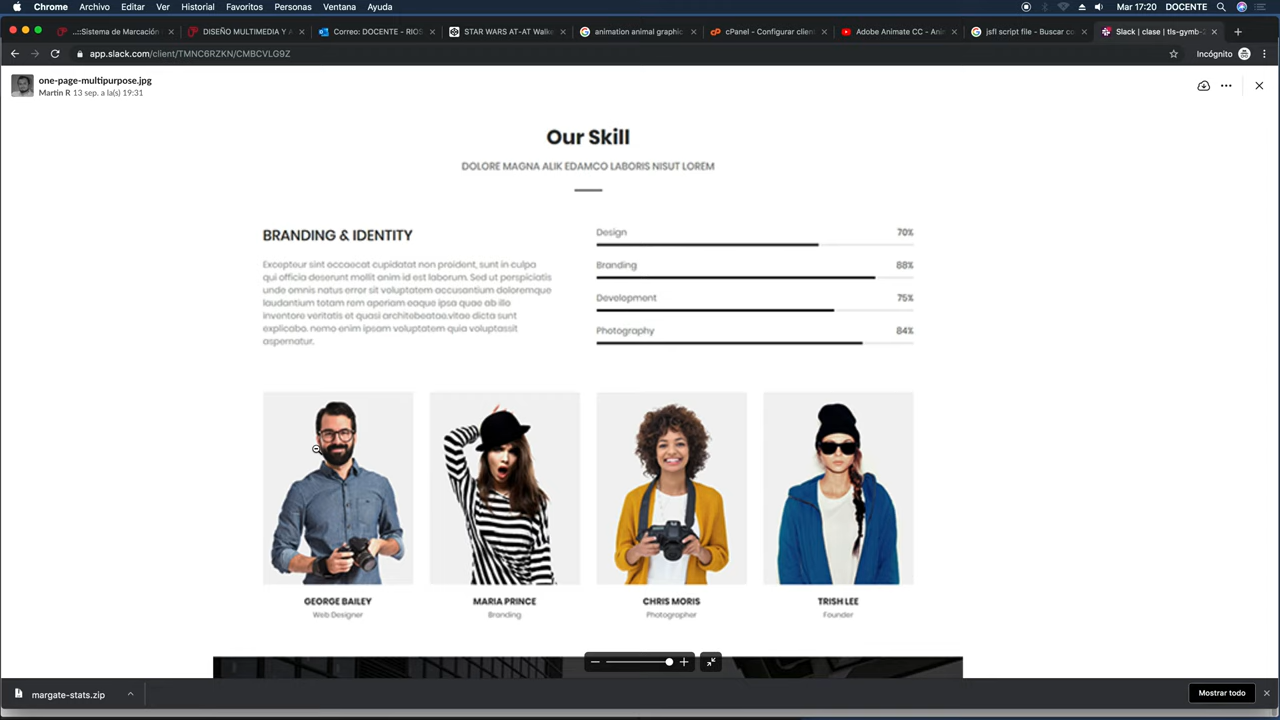 Chrome Archivo Editar Ver Historial Favoritos Personas Ventana Ayuda
Mar 17:20 DOCENTE
..::Sistema de Marcación
DISEÑO MULTIMEDIA Y A
Correo: DOCENTE - RIOS
STAR WARS AT-AT Walke
animation animal graphic
cPanel - Configurar client
Adobe Animate CC - Ani
jsfl script file - Buscar co
Slack | clase | tls-gymb-2
app.slack.com/client/TMNC6RZKN/CMBCVLG9Z
Incógnito
one-page-multipurpose.jpg
Martin R 13 sep. a la(s) 19:31
Our Skill
DOLORE MAGNA ALIK EDAMCO LABORIS NISUT LOREM
BRANDING & IDENTITY
Excepteur sint occaecat cupidatat non proident, sunt in culpa
qui officia deserunt mollit anim id est laborum. Sed ut perspiciatis
unde omnis natus error sit voluptatem accusantium doloremque
laudantium totam rem aperiam eaque ipsa quae ab illo
inventore veritatis et quasi architebeatae.vitae dicta sunt
explicabo. nemo enim ipsam voluptatem quia voluptassit
aspernatur.
Design 70%
Branding 88%
Development 75%
Photography 84%
GEORGE BAILEY
Web Designer
MARIA PRINCE
Branding
CHRIS MORIS
Photographer
TRISH LEE
Founder
margate-stats.zip
Mostrar todo